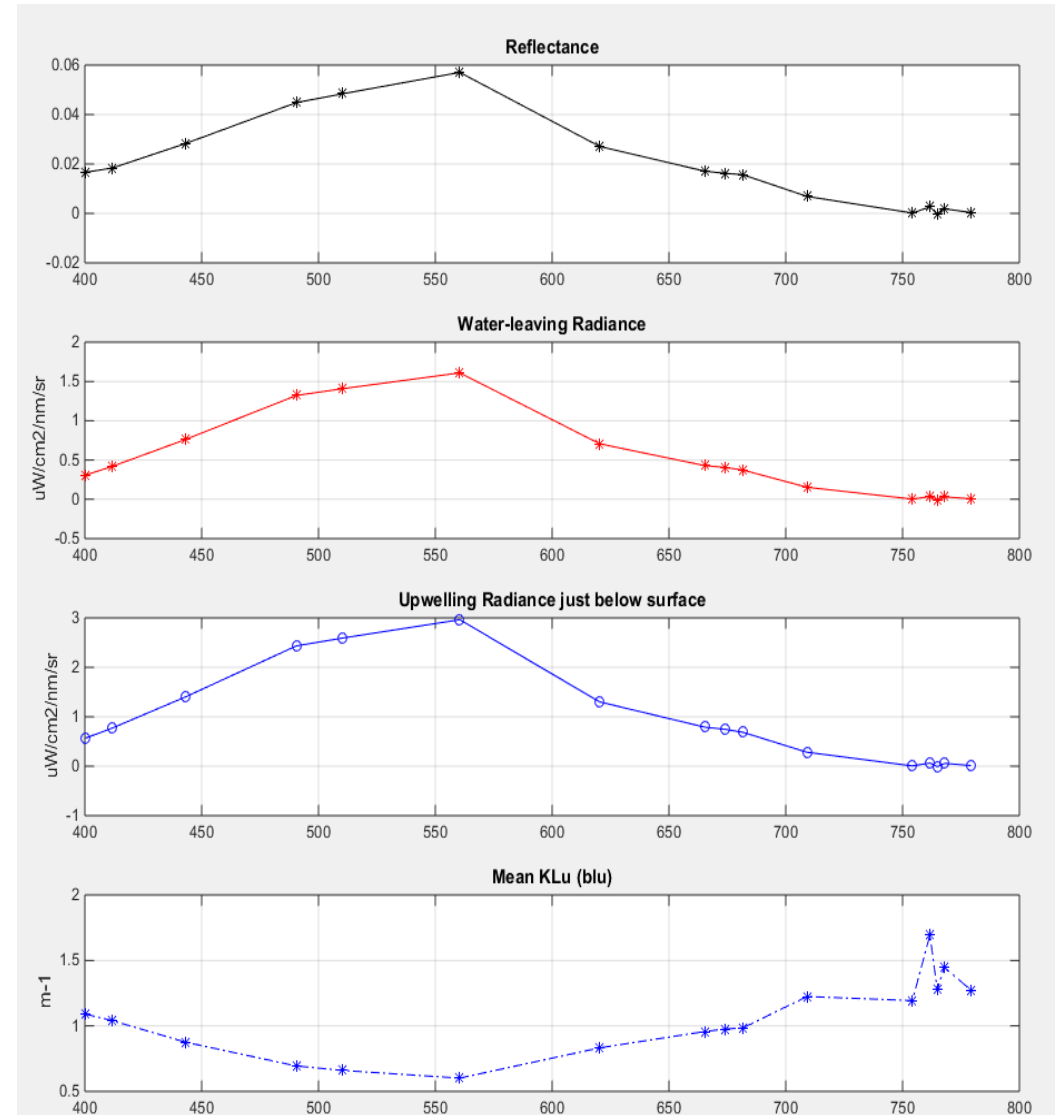 Reflectance
0.06
0.04
0.02
0
-0.02
400 450 500 550 600 650 700 750 800
Water-leaving Radiance
uW/cm2/nm/sr
2
1.5
1
0.5
0
-0.5
400 450 500 550 600 650 700 750 800
Upwelling Radiance just below surface
uW/cm2/nm/sr
3
2
1
0
-1
400 450 500 550 600 650 700 750 800
Mean KLu (blu)
m-1
2
1.5
1
0.5
400 450 500 550 600 650 700 750 800